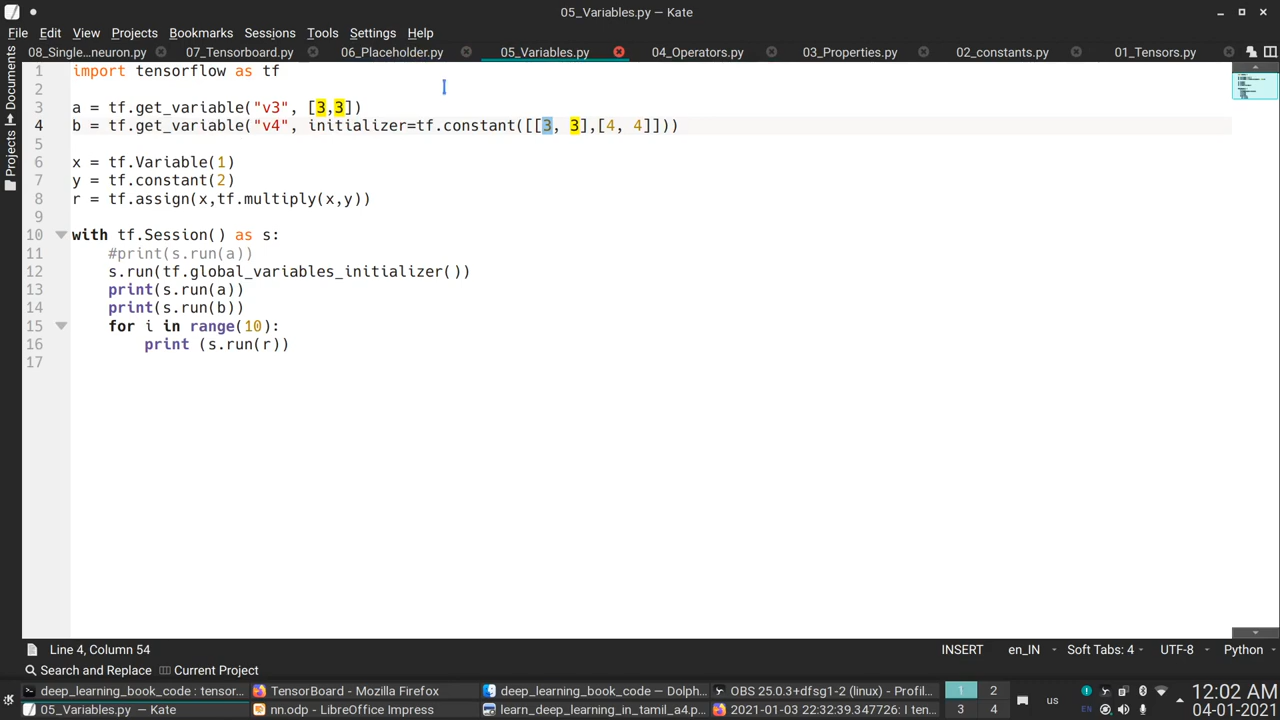 05_Variables.py — Kate
File Edit View Projects Bookmarks Sessions Tools Settings Help
08_Single...neuron.py 07_Tensorboard.py 06_Placeholder.py 05_Variables.py 04_Operators.py 03_Properties.py 02_constants.py 01_Tensors.py
Documents
Projects
1 import tensorflow as tf
2
3 a = tf.get_variable("v3", [3,3])
4 b = tf.get_variable("v4", initializer=tf.constant([[3, 3],[4, 4]]))
5
6 x = tf.Variable(1)
7 y = tf.constant(2)
8 r = tf.assign(x,tf.multiply(x,y))
9
10 with tf.Session() as s:
11 #print(s.run(a))
12 s.run(tf.global_variables_initializer())
13 print(s.run(a))
14 print(s.run(b))
15 for i in range(10):
16 print (s.run(r))
17
Line 4, Column 54 INSERT en_IN Soft Tabs: 4 UTF-8 Python
Search and Replace Current Project
deep_learning_book_code : tensor... TensorBoard - Mozilla Firefox deep_learning_book_code — Dolph... OBS 25.0.3+dfsg1-2 (linux) - Profil... 1 2 12:02 AM
05_Variables.py — Kate nn.odp - LibreOffice Impress learn_deep_learning_in_tamil_a4.p... 2021-01-03 22:32:39.347726: I ten... 3 4 us EN 04-01-2021